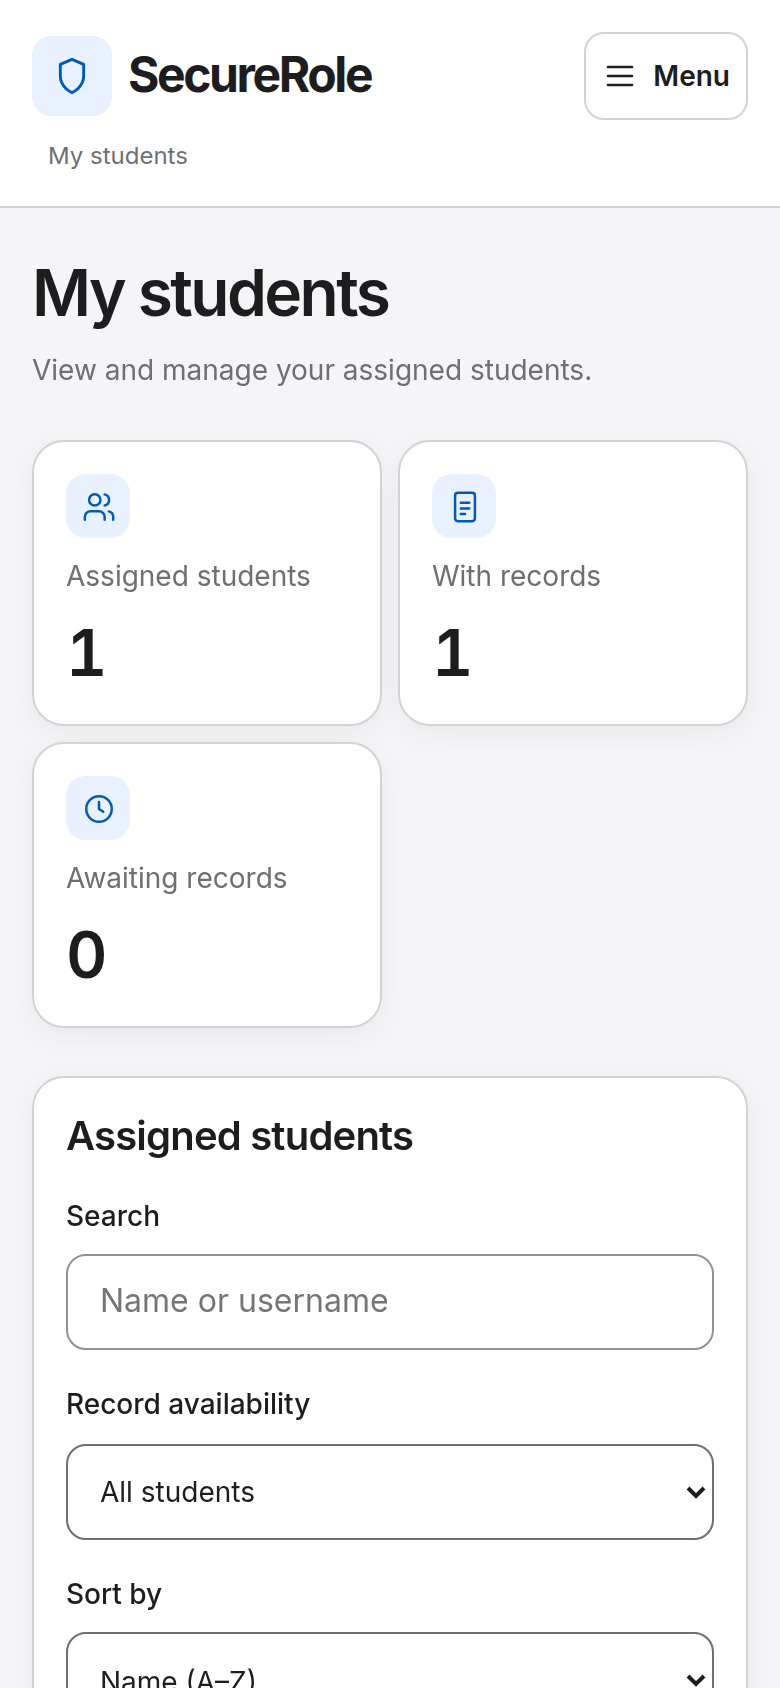 SecureRole
Menu
My students
My students
View and manage your assigned students.
Assigned students
1
With records
1
Awaiting records
0
Assigned students
Search
Name or username
Record availability
All students
Sort by
Name (A–Z)